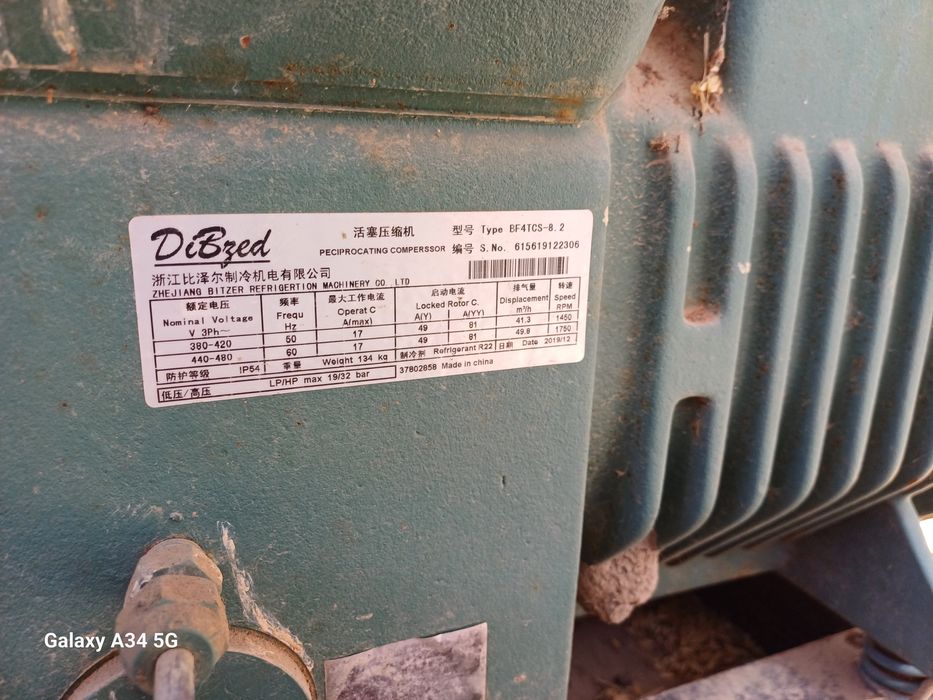 DiBzed 活塞压缩机 型号 Type BF4TCS-8.2
PECIPROCATING COMPERSSOR 编号 S.No. 615619122306
浙江比泽尔制冷机电有限公司
ZHEJIANG BITZER REFRIGERTION MACHINERY CO.LTD
额定电压 频率 最大工作电流 启动电流 排气量 转速
Nominal Voltage Frequ Operat C Locked Rotor C. Displacement Speed
V 3Ph~ Hz A(max) A(Y) A(YY) m³/h RPM
380-420 50 17 49 81 41.3 1450
440-480 60 17 49 81 49.8 1750
防护等级 IP54 重量 Weight 134 kg 制冷剂 Refrigerant R22 日期 Date 2019/12
低压/高压 LP/HP max 19/32 bar 37802858 Made in china
Galaxy A34 5G